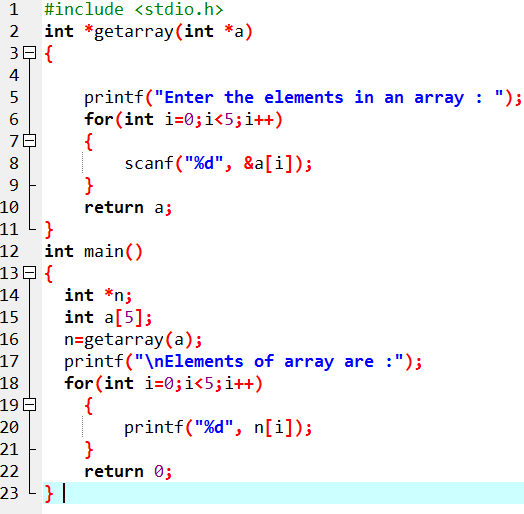 1 #include <stdio.h>
2 int *getarray(int *a)
3 {
4
5 printf("Enter the elements in an array : ");
6 for(int i=0;i<5;i++)
7 {
8 scanf("%d", &a[i]);
9 }
10 return a;
11 }
12 int main()
13 {
14 int *n;
15 int a[5];
16 n=getarray(a);
17 printf("\nElements of array are :");
18 for(int i=0;i<5;i++)
19 {
20 printf("%d", n[i]);
21 }
22 return 0;
23 }